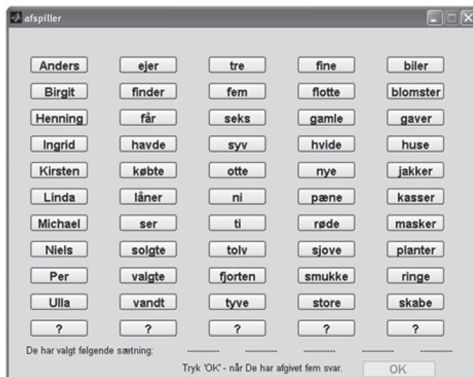 afspiller
Anders ejer tre fine biler
Birgit finder fem flotte blomster
Henning får seks gamle gaver
Ingrid havde syv hvide huse
Kirsten købte otte nye jakker
Linda låner ni pæne kasser
Michael ser ti røde masker
Niels solgte tolv sjove planter
Per valgte fjorten smukke ringe
Ulla vandt tyve store skabe
? ? ? ? ?
De har valgt følgende sætning: ----------- ----------- ----------- ----------- -----------
Tryk 'OK' - når De har afgivet fem svar. OK